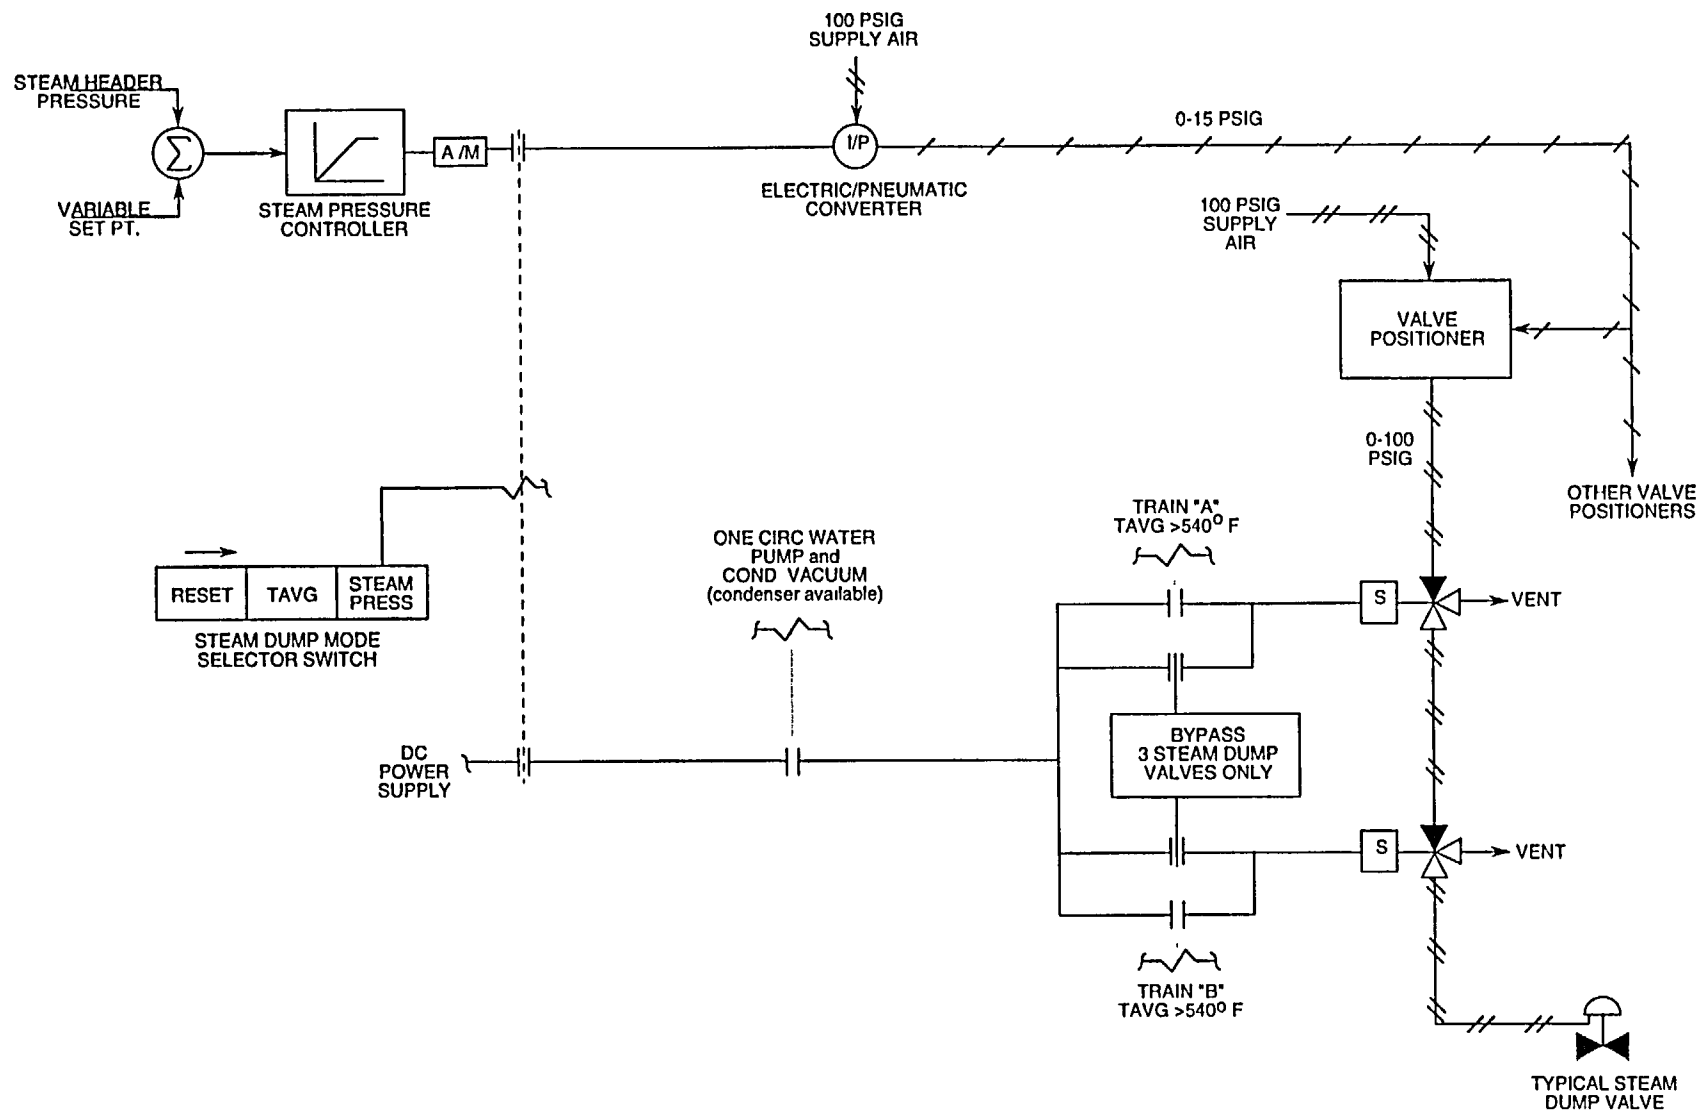 100 PSIG
SUPPLY AIR
STEAM HEADER
PRESSURE
Σ
VARIABLE
SET PT.
STEAM PRESSURE
CONTROLLER
A/M
I/P
ELECTRIC/PNEUMATIC
CONVERTER
0-15 PSIG
100 PSIG
SUPPLY
AIR
VALVE
POSITIONER
0-100
PSIG
OTHER VALVE
POSITIONERS
RESET
TAVG
STEAM
PRESS
STEAM DUMP MODE
SELECTOR SWITCH
ONE CIRC WATER
PUMP and
COND VACUUM
(condenser available)
TRAIN "A"
TAVG >540º F
S
VENT
DC
POWER
SUPPLY
BYPASS
3 STEAM DUMP
VALVES ONLY
S
VENT
TRAIN "B"
TAVG >540º F
TYPICAL STEAM
DUMP VALVE